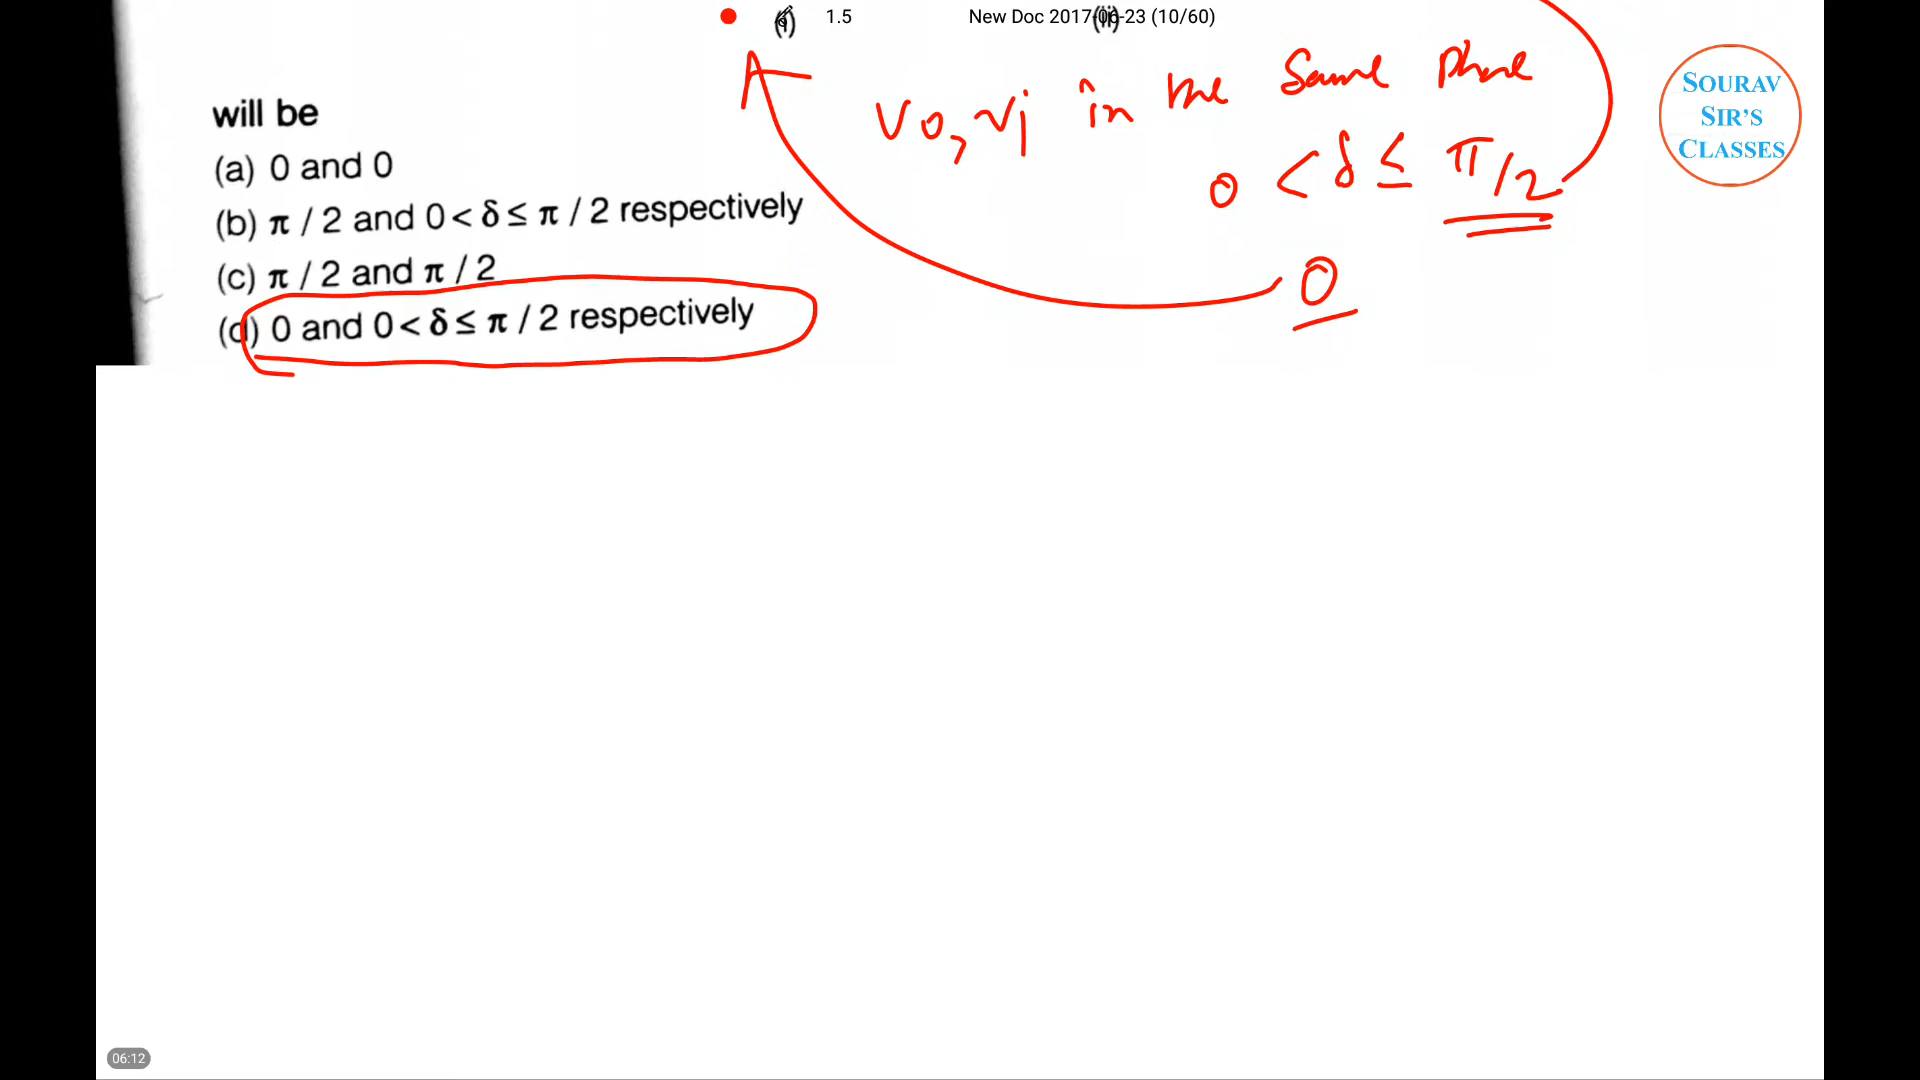 (i) 1.5 New Doc 2017-06-23 (10/60) (ii)
SOURAV
SIR'S
CLASSES
vo, vi in the same phase
0 < δ ≤ π/2
0
will be
(a) 0 and 0
(b) π / 2 and 0 < δ ≤ π / 2 respectively
(c) π / 2 and π / 2
(d) 0 and 0 < δ ≤ π / 2 respectively
06:12